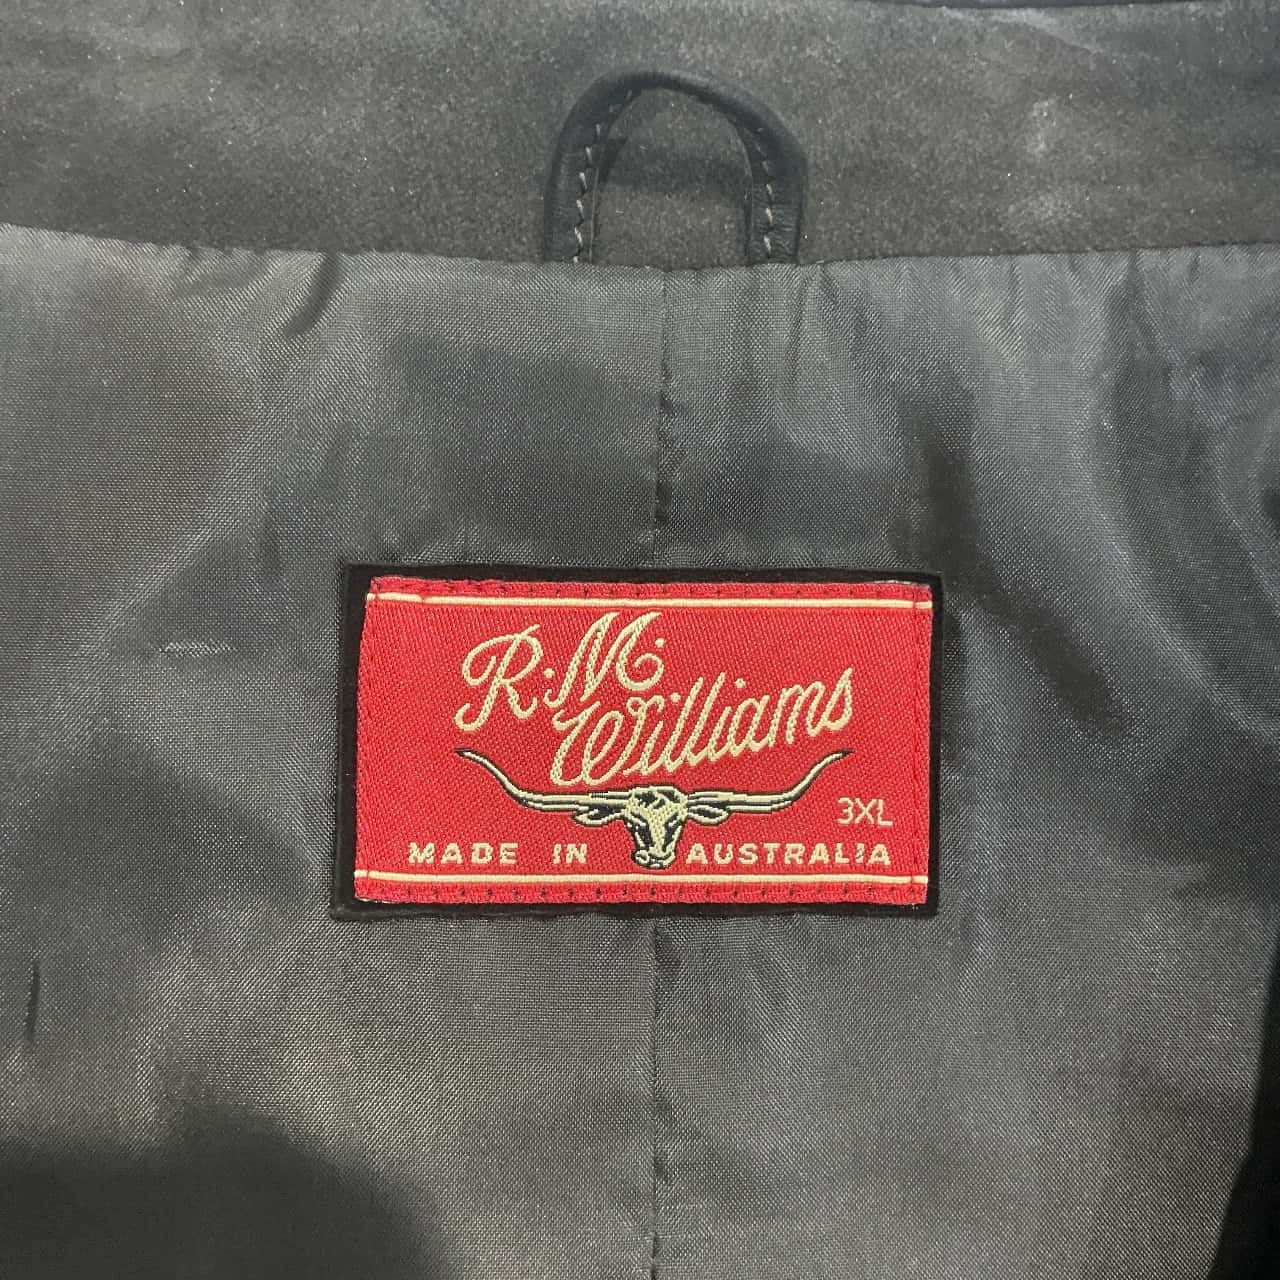 R.M.
Williams
3XL
MADE IN AUSTRALIA